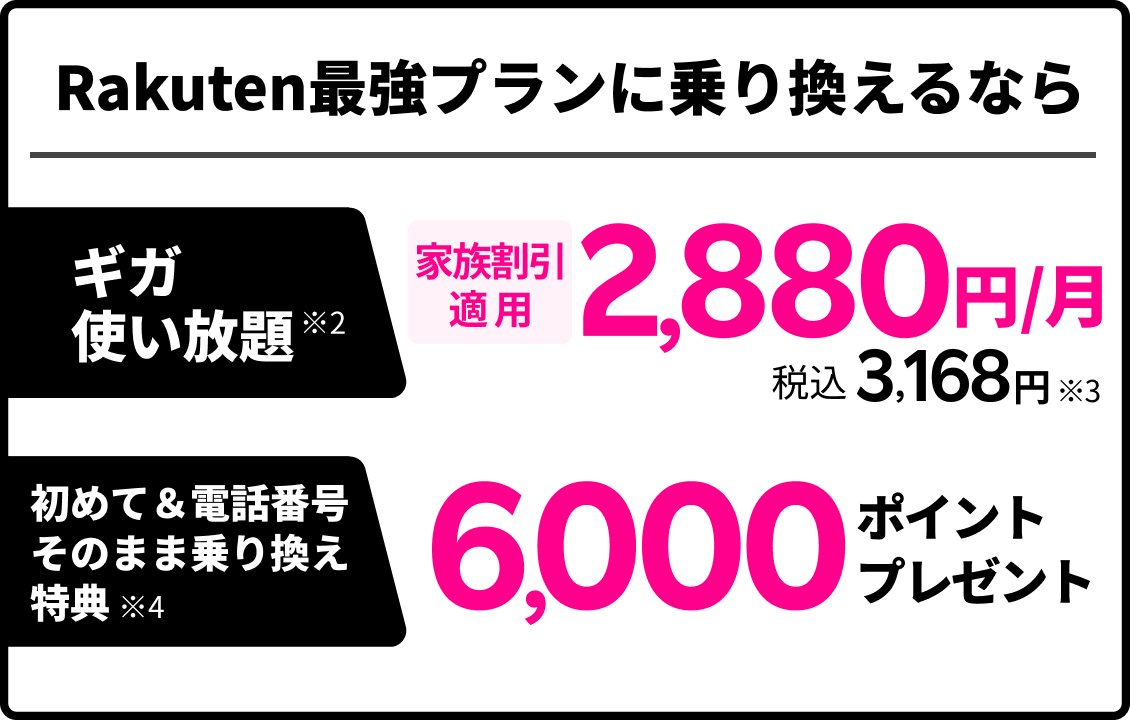 Rakuten最強プランに乗り換えるなら
ギガ
使い放題※2
家族割引
適用
2,880円/月
税込 3,168円 ※3
初めて＆電話番号
そのまま乗り換え
特典 ※4
6,000
ポイント
プレゼント